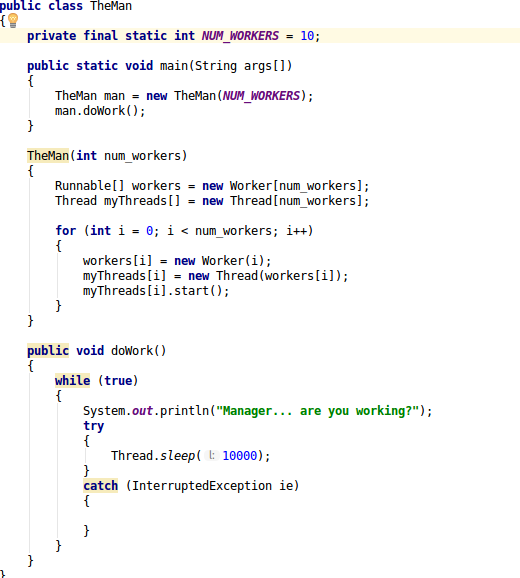 public class TheMan
{
    private final static int NUM_WORKERS = 10;

    public static void main(String args[])
    {
        TheMan man = new TheMan(NUM_WORKERS);
        man.doWork();
    }

    TheMan(int num_workers)
    {
        Runnable[] workers = new Worker[num_workers];
        Thread myThreads[] = new Thread[num_workers];

        for (int i = 0; i < num_workers; i++)
        {
            workers[i] = new Worker(i);
            myThreads[i] = new Thread(workers[i]);
            myThreads[i].start();
        }
    }

    public void doWork()
    {
        while (true)
        {
            System.out.println("Manager... are you working?");
            try
            {
                Thread.sleep( l: 10000);
            }
            catch (InterruptedException ie)
            {

            }
        }
    }
}